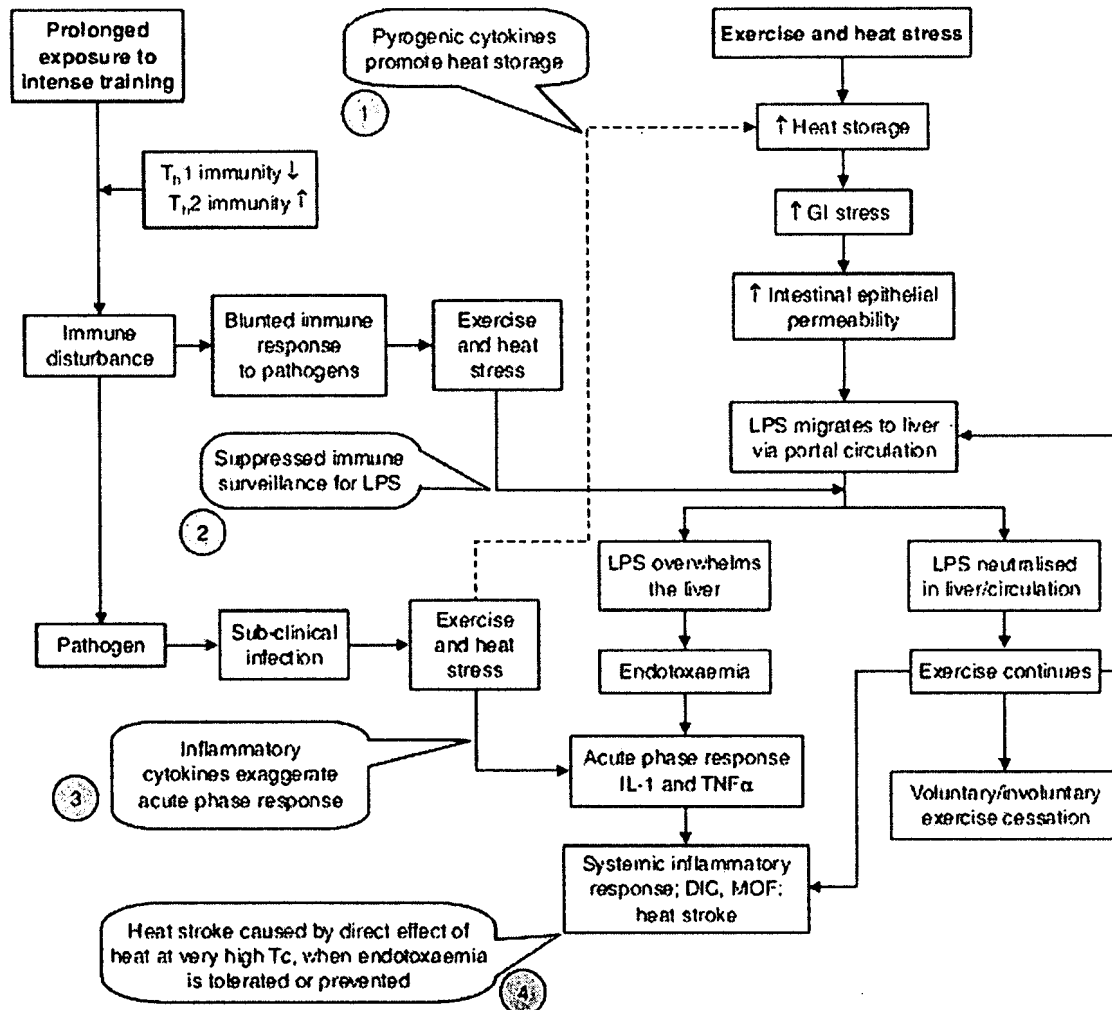 Prolonged
exposure to
intense training
Pyrogenic cytokines
promote heat storage
1
Exercise and heat stress
↑ Heat storage
Th1 immunity ↓
Th2 immunity ↑
↑ GI stress
↑ Intestinal epithelial
permeability
Immune
disturbance
Blunted immune
response
to pathogens
Exercise
and heat
stress
LPS migrates to liver
via portal circulation
Suppressed immune
surveillance for LPS
2
LPS overwhelms
the liver
LPS neutralised
in liver/circulation
Pathogen
Sub-clinical
infection
Exercise
and heat
stress
Endotoxaemia
Exercise continues
Inflammatory
cytokines exaggerate
acute phase response
3
Acute phase response
IL-1 and TNFα
Voluntary/involuntary
exercise cessation
Systemic inflammatory
response; DIC, MOF:
heat stroke
Heat stroke caused by direct effect of
heat at very high Tc, when endotoxaemia
is tolerated or prevented
4